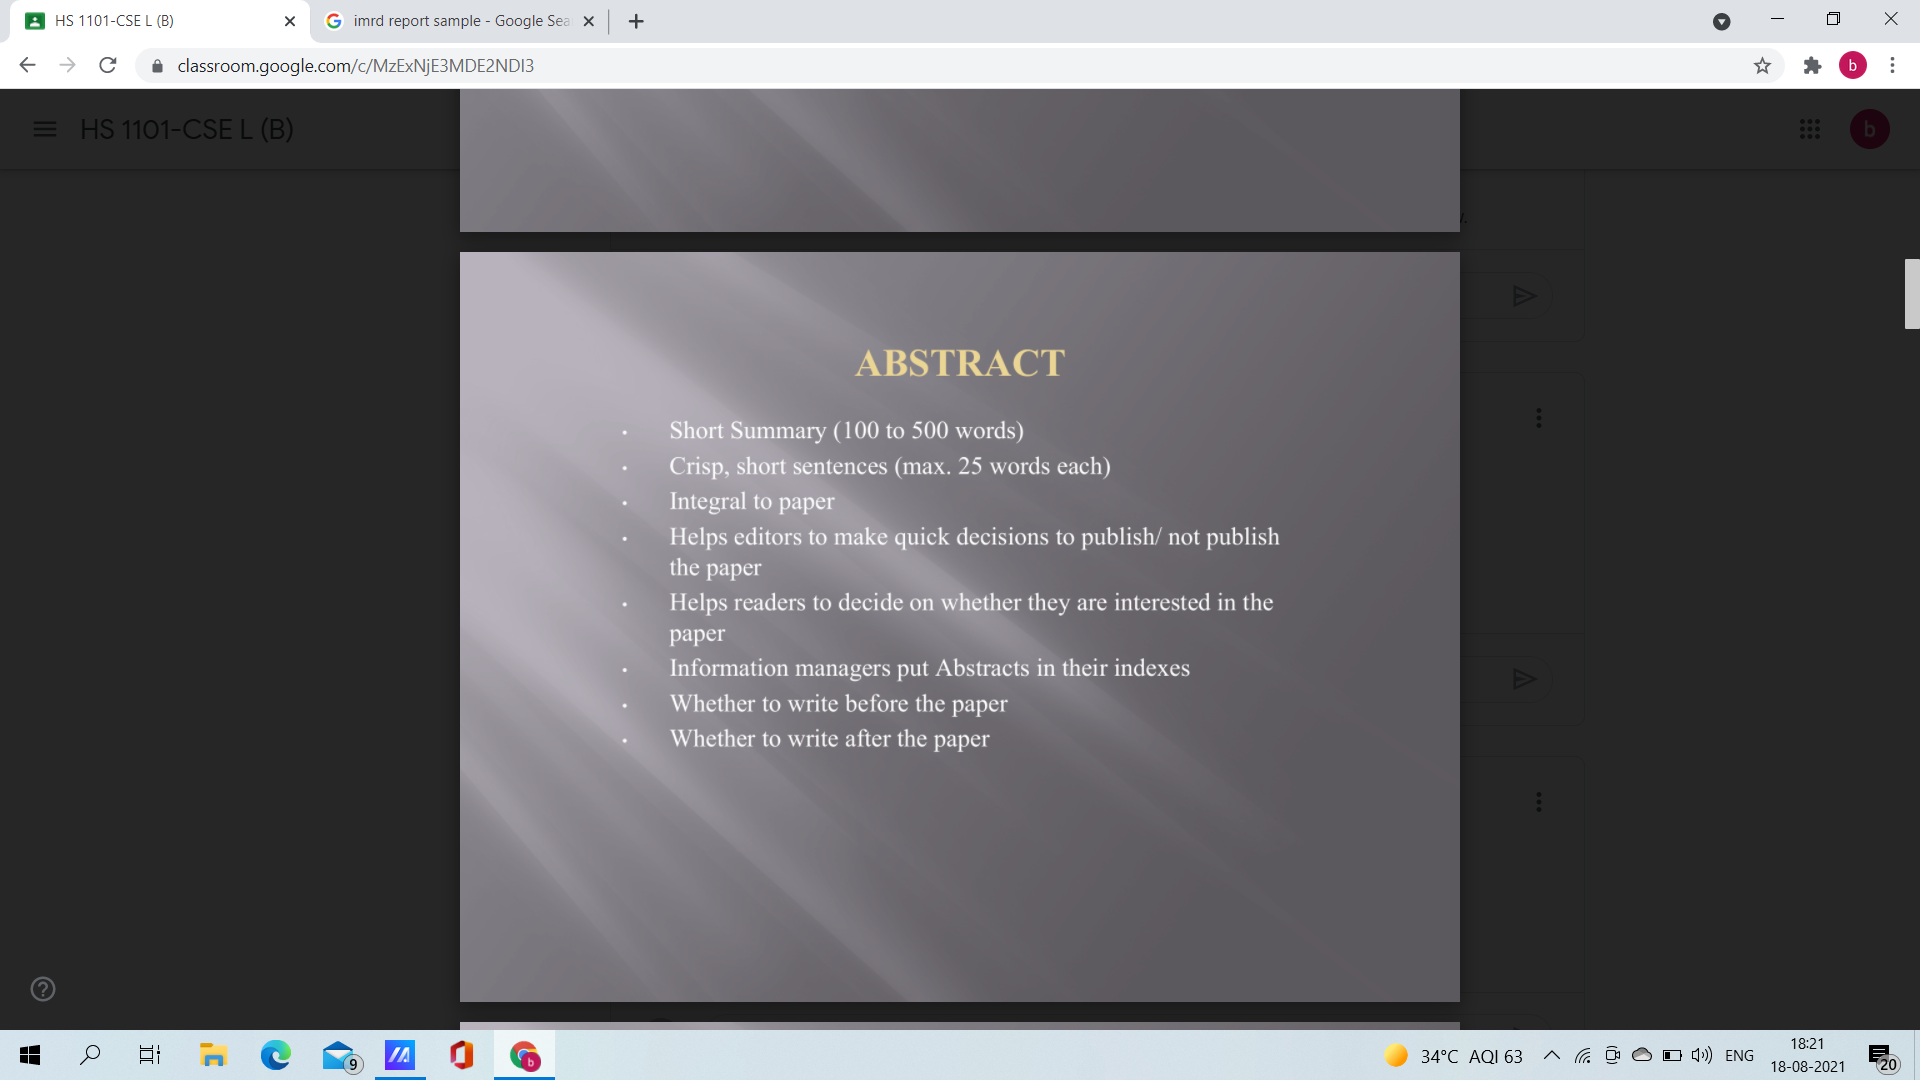 HS 1101-CSE L (B)
imrd report sample - Google Sea
classroom.google.com/c/MzExNjE3MDE2NDI3
b
HS 1101-CSE L (B)
b
ABSTRACT
• Short Summary (100 to 500 words)
• Crisp, short sentences (max. 25 words each)
• Integral to paper
• Helps editors to make quick decisions to publish/ not publish
the paper
• Helps readers to decide on whether they are interested in the
paper
• Information managers put Abstracts in their indexes
• Whether to write before the paper
• Whether to write after the paper
9
b
34°C AQI 63
ENG
18:21
18-08-2021
20